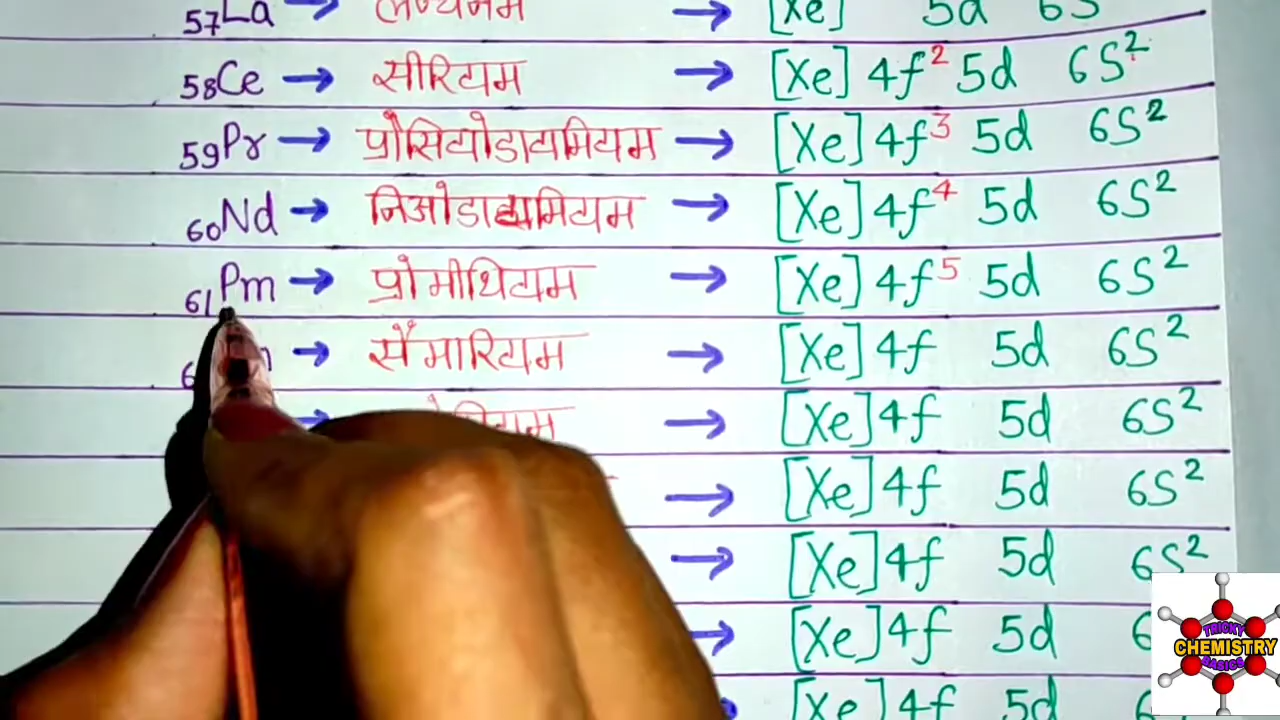 57La → लेन्थेनम → [Xe] 5d 6S
58Ce → सीरियम → [Xe] 4f² 5d 6S²
59Pr → प्रौसियोडायमियम → [Xe] 4f³ 5d 6S²
60Nd → निओडाद्यामियम → [Xe] 4f⁴ 5d 6S²
61Pm → प्रोमीथियम → [Xe] 4f⁵ 5d 6S²
→ सैमारियम → [Xe] 4f 5d 6S²
→ [Xe] 4f 5d 6S²
→ [Xe] 4f 5d 6S²
→ [Xe] 4f 5d 6S²
→ [Xe] 4f 5d
[Xe] 4f 5d
TRICKY
CHEMISTRY
BASICS